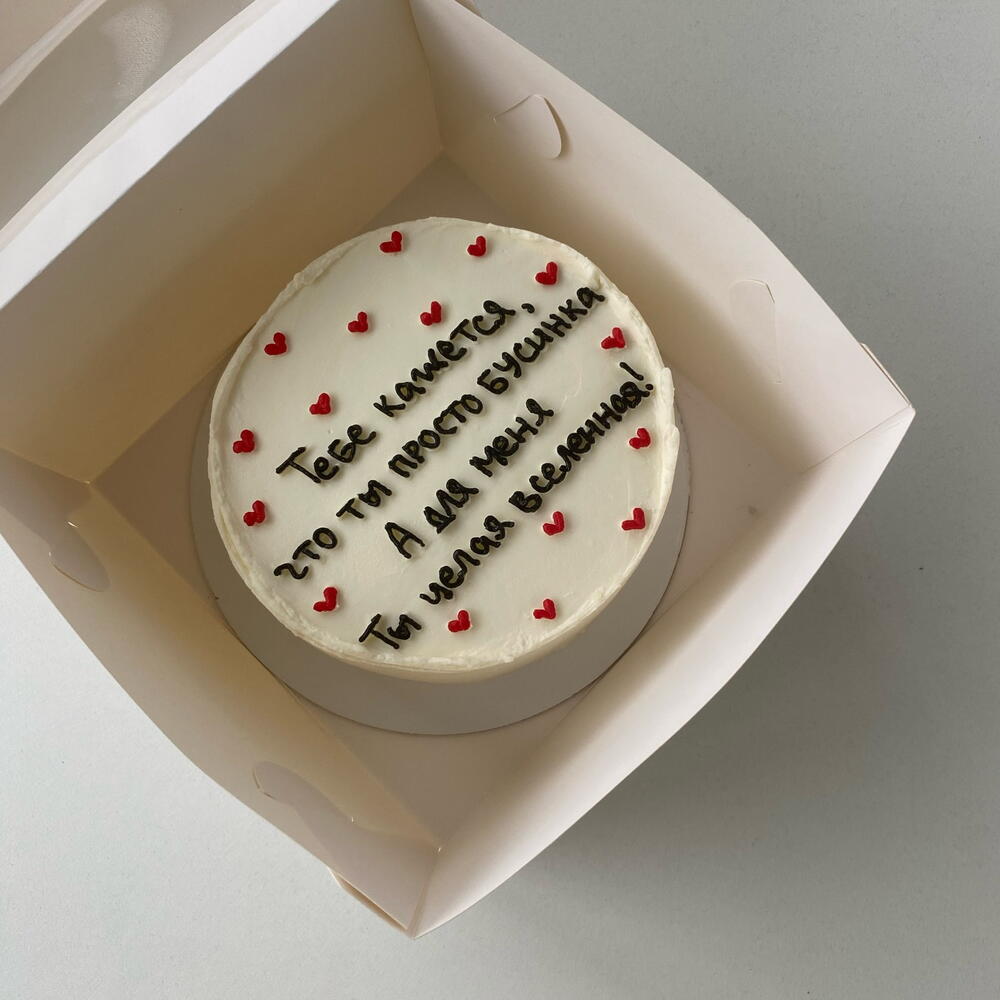 Тебе кажется,
что ты просто бусинка
А для меня
Ты целая вселенная!